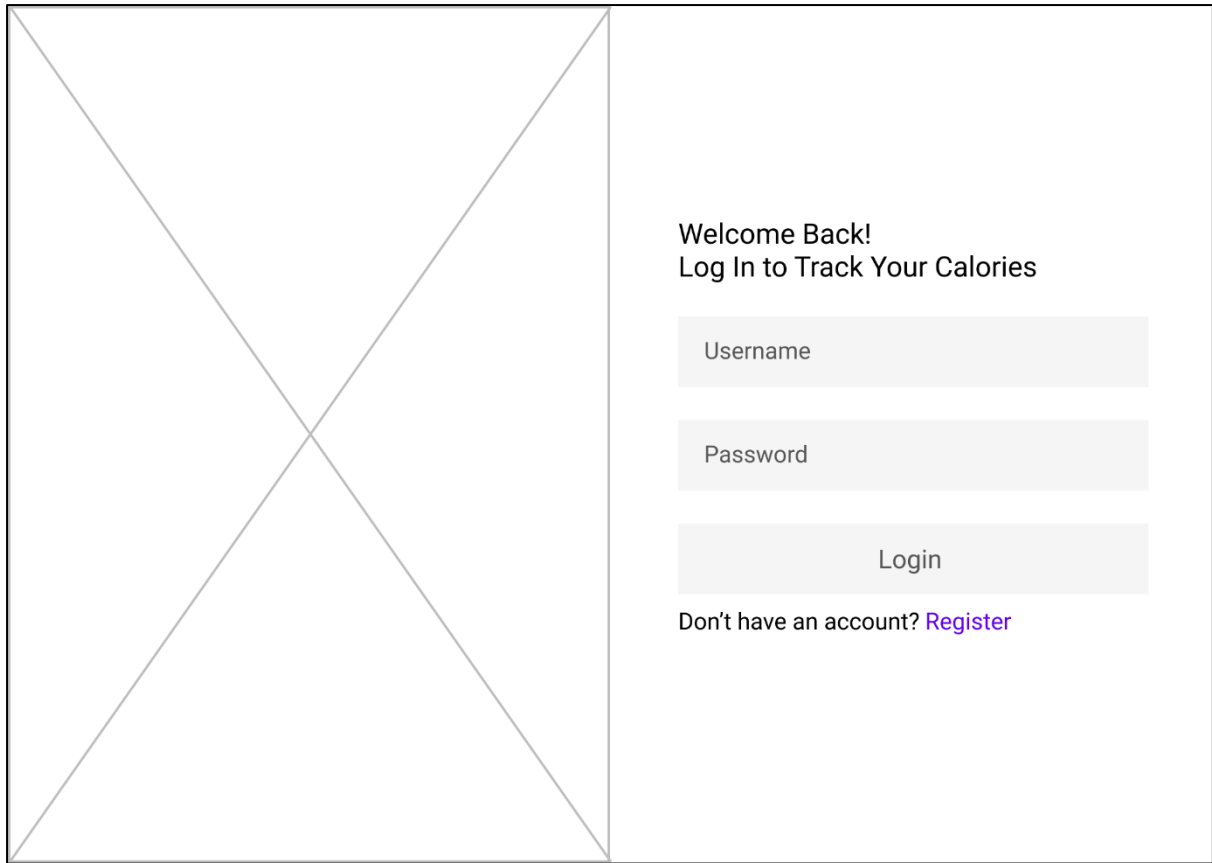 Welcome Back!
Log In to Track Your Calories
Username
Password
Login
Don’t have an account? Register